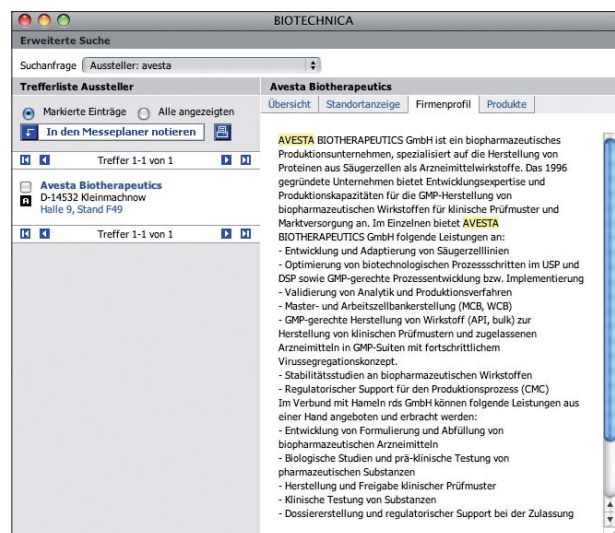 BIOTECHNICA
Erweiterte Suche
Suchanfrage Aussteller: avesta
Trefferliste Aussteller
Markierte Einträge Alle angezeigten
In den Messeplaner notieren
Treffer 1-1 von 1
Avesta Biotherapeutics
D-14532 Kleinmachnow
A
Halle 9, Stand F49
Treffer 1-1 von 1
Avesta Biotherapeutics
Übersicht Standortanzeige Firmenprofil Produkte
AVESTA BIOTHERAPEUTICS GmbH ist ein biopharmazeutisches
Produktionsunternehmen, spezialisiert auf die Herstellung von
Proteinen aus Säugerzellen als Arzneimittelwirkstoffe. Das 1996
gegründete Unternehmen bietet Entwicklungsexpertise und
Produktionskapazitäten für die GMP-Herstellung von
biopharmazeutischen Wirkstoffen für klinische Prüfmuster und
Marktversorgung an. Im Einzelnen bietet AVESTA
BIOTHERAPEUTICS GmbH folgende Leistungen an:
- Entwicklung und Adaptierung von Säugerzelllinien
- Optimierung von biotechnologischen Prozessschritten im USP und
DSP sowie GMP-gerechte Prozessentwicklung bzw. Implementierung
- Validierung von Analytik und Produktionsverfahren
- Master- und Arbeitszellbankerstellung (MCB, WCB)
- GMP-gerechte Herstellung von Wirkstoff (API, bulk) zur
Herstellung von klinischen Prüfmustern und zugelassenen
Arzneimitteln in GMP-Suiten mit fortschrittlichem
Virussegregationskonzept.
- Stabilitätsstudien an biopharmazeutischen Wirkstoffen
- Regulatorischer Support für den Produktionsprozess (CMC)
Im Verbund mit Hameln rds GmbH können folgende Leistungen aus
einer Hand angeboten und erbracht werden:
- Entwicklung von Formulierung und Abfüllung von
biopharmazeutischen Arzneimitteln
- Biologische Studien und prä-klinische Testung von
pharmazeutischen Substanzen
- Herstellung und Freigabe klinischer Prüfmuster
- Klinische Testung von Substanzen
- Dossiererstellung und regulatorischer Support bei der Zulassung